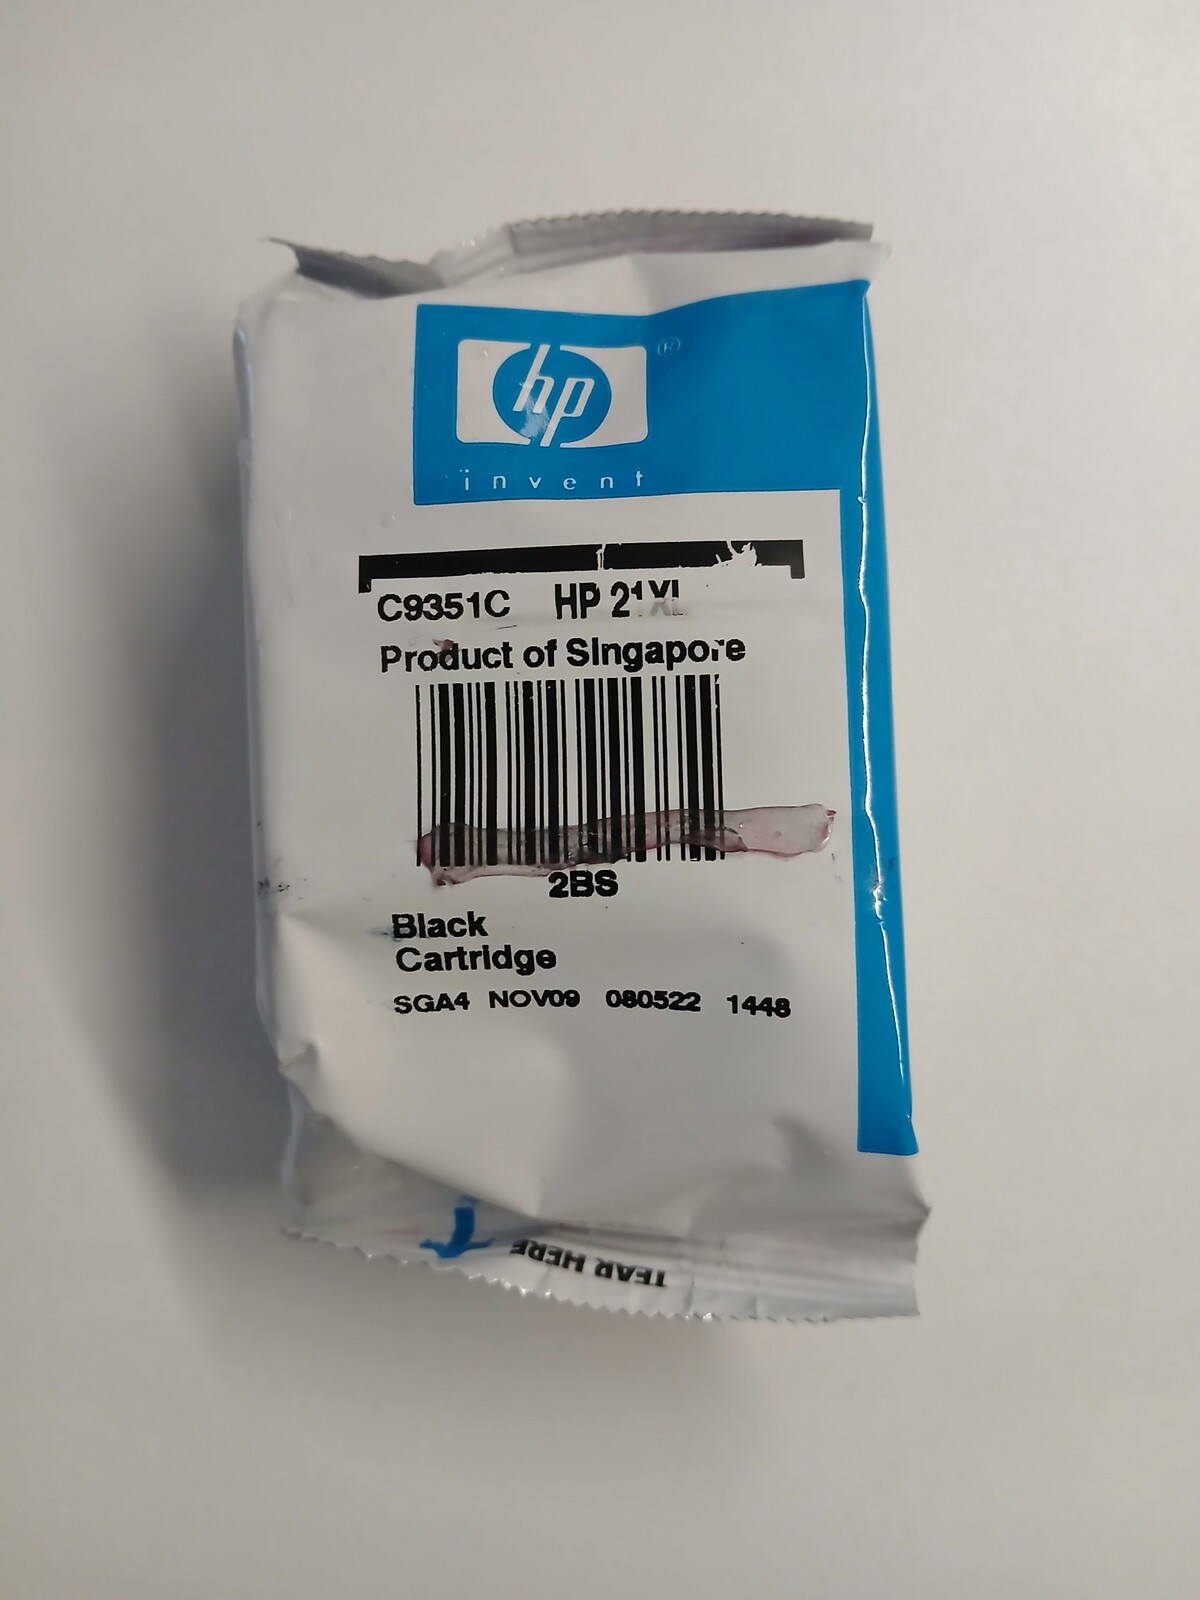 hp ®
invent
C9351C HP 21XL
Product of Singapore
2BS
Black
Cartridge
SGA4 NOV09 080522 1448
TEAR HERE